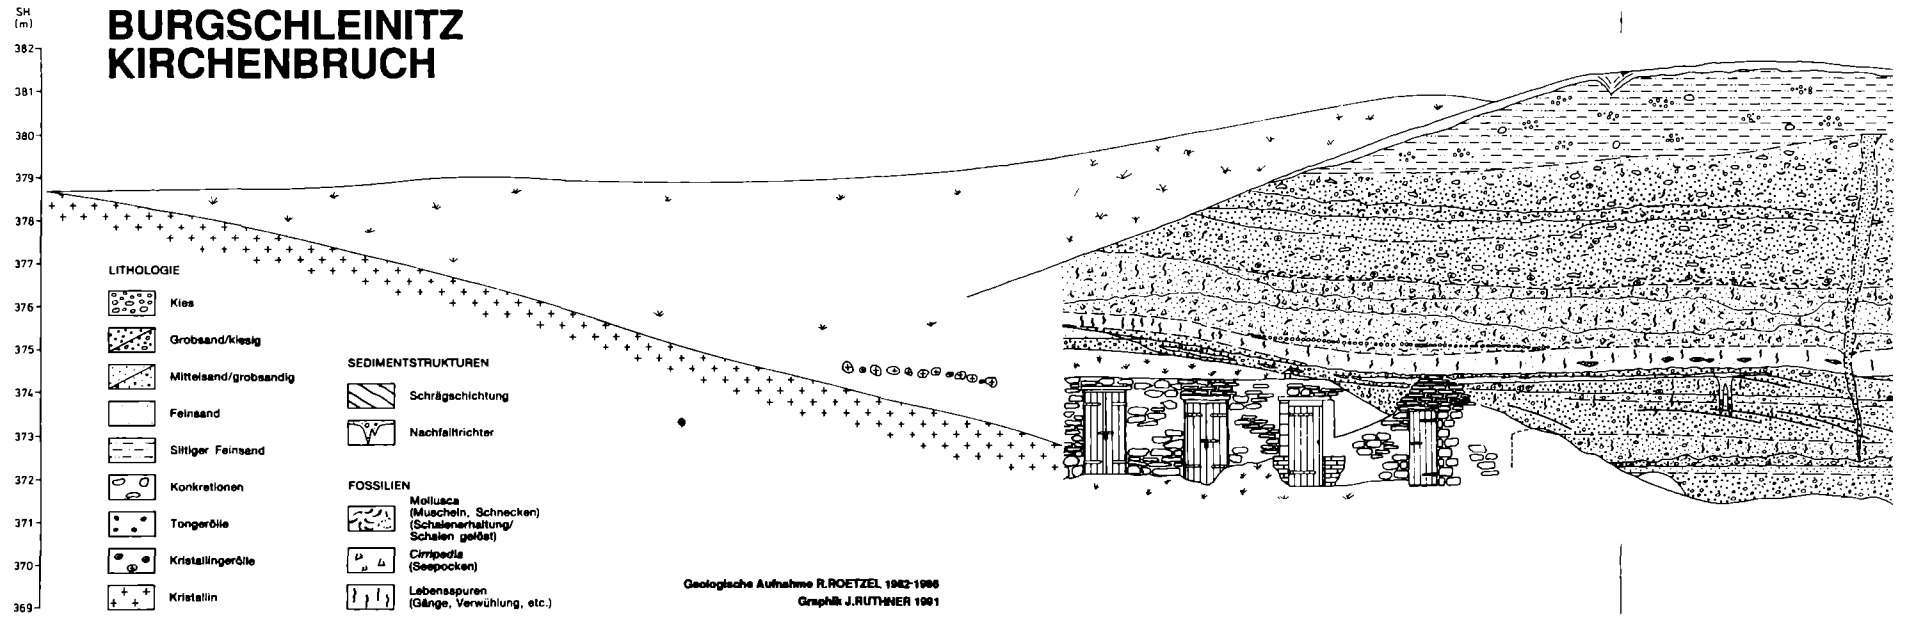 SH
(m)
BURGSCHLEINITZ
KIRCHENBRUCH
382
381
380
379
378
377
376
375
374
373
372
371
370
369
LITHOLOGIE
Kies
Grobsand/kiesig
Mittelsand/grobsandig
Feinsand
Siltiger Feinsand
Konkretionen
Tongerölle
Kristallingerölle
Kristallin
SEDIMENTSTRUKTUREN
Schrägschichtung
Nachfalltrichter
FOSSILIEN
Mollusca
(Muscheln, Schnecken)
(Schalenerhaltung/
Schalen gelöst)
Cirripedia
(Seepocken)
Lebensspuren
(Gänge, Verwühlung, etc.)
Geologische Aufnahme R.ROETZEL 1982-1986
Graphik J.RUTHNER 1991